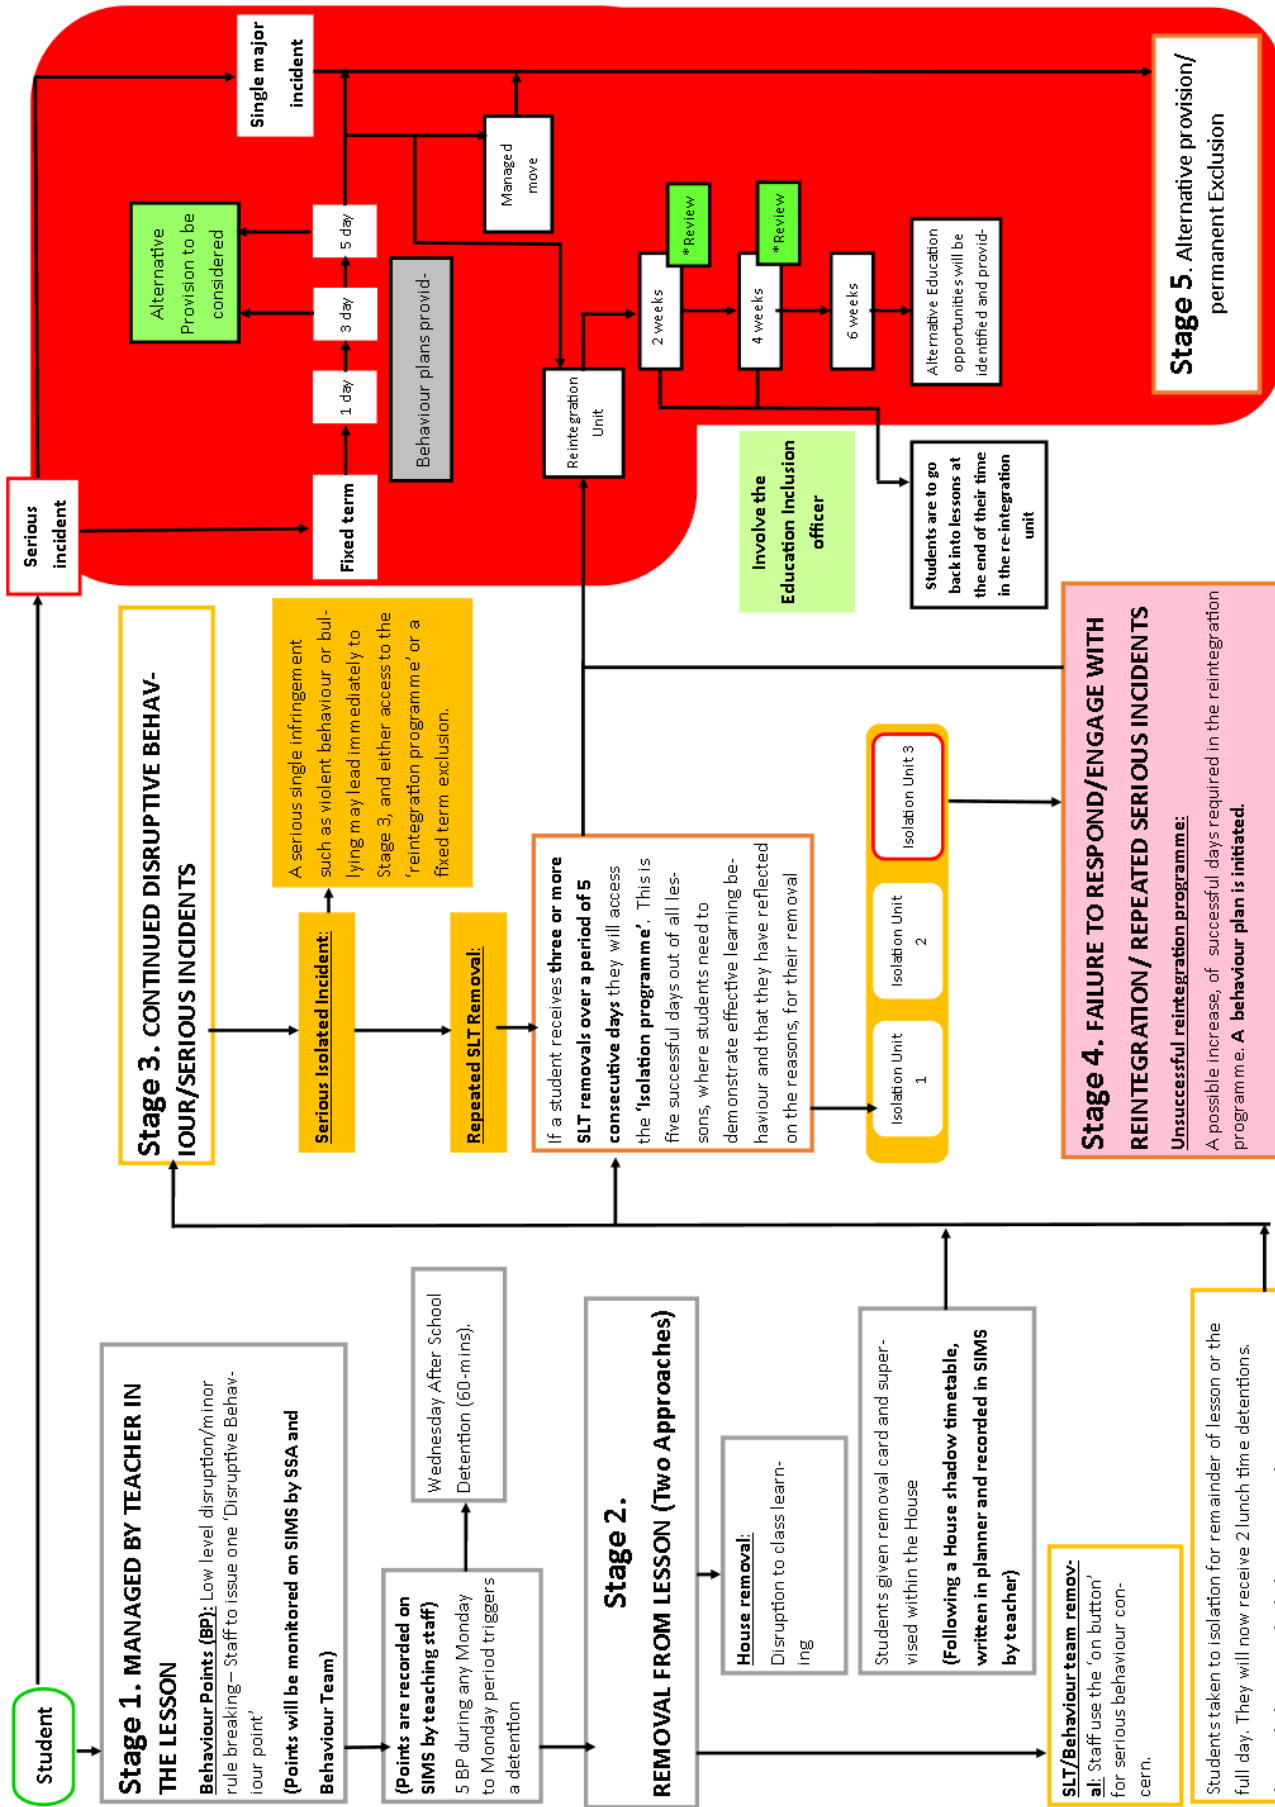 Student
Stage 1. MANAGED BY TEACHER IN
THE LESSON
Behaviour Points (BP): Low level disruption/minor
rule breaking– Staff to issue one ‘Disruptive Behav-
iour point’
(Points will be monitored on SIMS by SSA and
Behaviour Team)
(Points are recorded on
SIMS by teaching staff)
5 BP during any Monday
to Monday period triggers
a detention
Wednesday After School
Detention (60-mins).
Stage 2.
REMOVAL FROM LESSON (Two Approaches)
House removal:
Disruption to class learn-
ing
Students given removal card and super-
vised within the House
(Following a House shadow timetable,
written in planner and recorded in SIMS
by teacher)
SLT/Behaviour team remov-
al: Staff use the ‘on button’
for serious behaviour con-
cern.
Student taken to isolation for remainder of lesson or the
full day. They will now receive 2 lunch time detentions.
Stage 3. CONTINUED DISRUPTIVE BEHAV-
IOUR/SERIOUS INCIDENTS
Serious Isolated Incident:
A serious single infringement
such as violent behaviour or bul-
lying may lead immediately to
Stage 3, and either access to the
‘reintegration programme’ or a
fixed term exclusion.
Repeated SLT Removal:
If a student receives three or more
SLT removals over a period of 5
consecutive days they will access
the ‘Isolation programme’. This is
five successful days out of all les-
sons, where students need to
demonstrate effective learning be-
haviour and that they have reflected
on the reasons, for their removal
Isolation Unit
1
Isolation Unit
2
Isolation Unit 3
Stage 4. FAILURE TO RESPOND/ENGAGE WITH
REINTEGRATION/ REPEATED SERIOUS INCIDENTS
Unsuccessful reintegration programme:
A possible increase, of successful days required in the reintegration
programme. A behaviour plan is initiated.
Serious
incident
Fixed term
1 day
3 day
5 day
Alternative
Provision to be
considered
Behaviour plans provid-
Single major
incident
Managed
move
Reintegration
Unit
2 weeks
*Review
4 weeks
*Review
6 weeks
Alternative Education
opportunities will be
identified and provid-
Involve the
Education Inclusion
officer
Students are to go
back into lessons at
the end of their time
in the re-integration
unit
Stage 5. Alternative provision/
permanent Exclusion